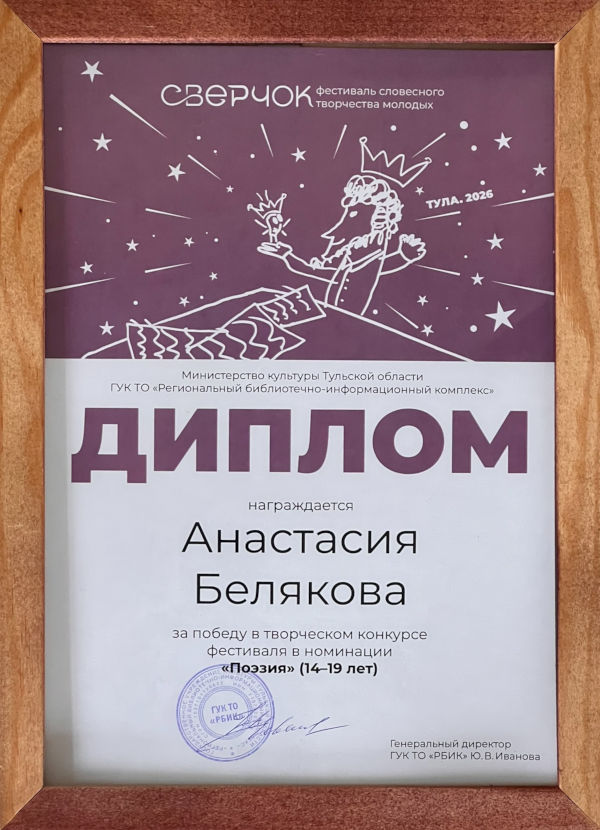 СВЕРЧОК
фестиваль словесного
творчества молодых
ТУЛА. 2026
Министерство культуры Тульской области
ГУК ТО «Региональный библиотечно-информационный комплекс»
ДИПЛОМ
награждается
Анастасия
Белякова
за победу в творческом конкурсе
фестиваля в номинации
«Поэзия» (14–19 лет)
ГУК ТО
«РБИК»
Генеральный директор
ГУК ТО «РБИК» Ю. В. Иванова